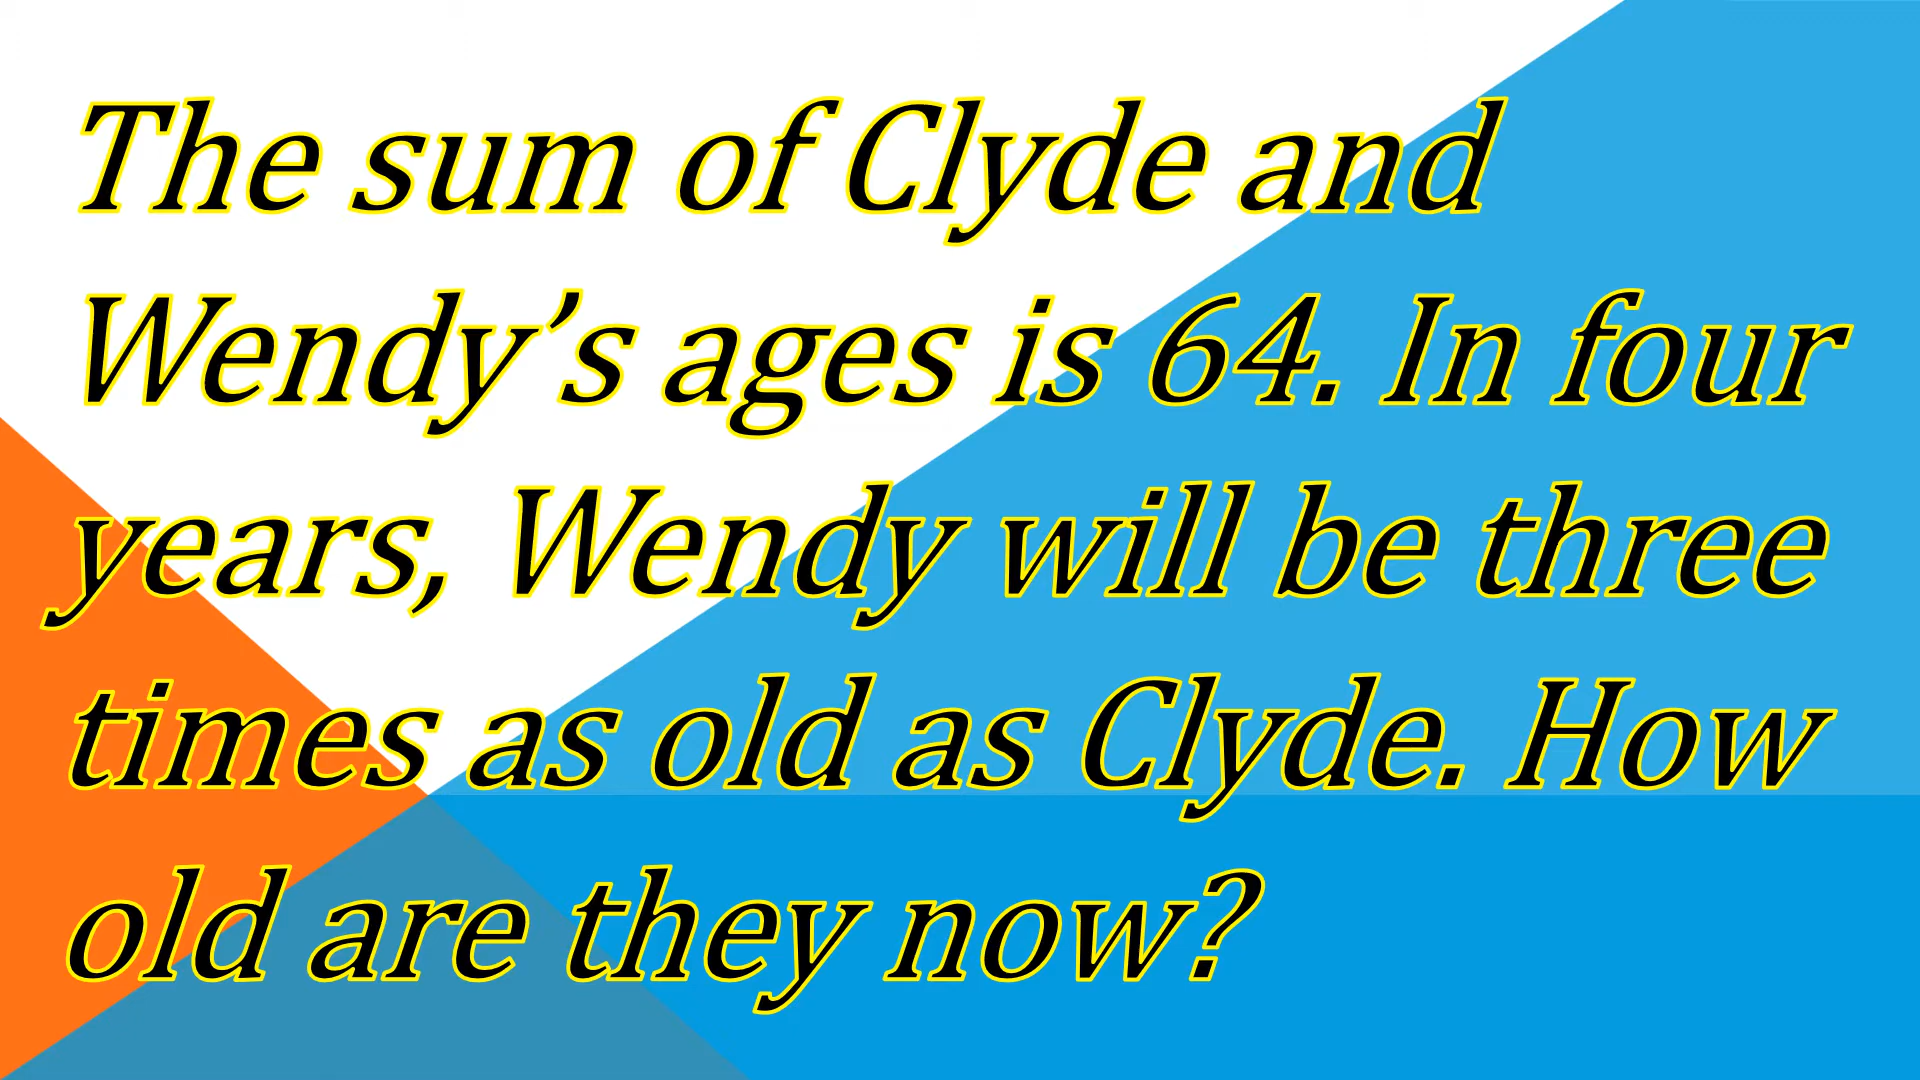 The sum of Clyde and
Wendy’s ages is 64. In four
years, Wendy will be three
times as old as Clyde. How
old are they now?